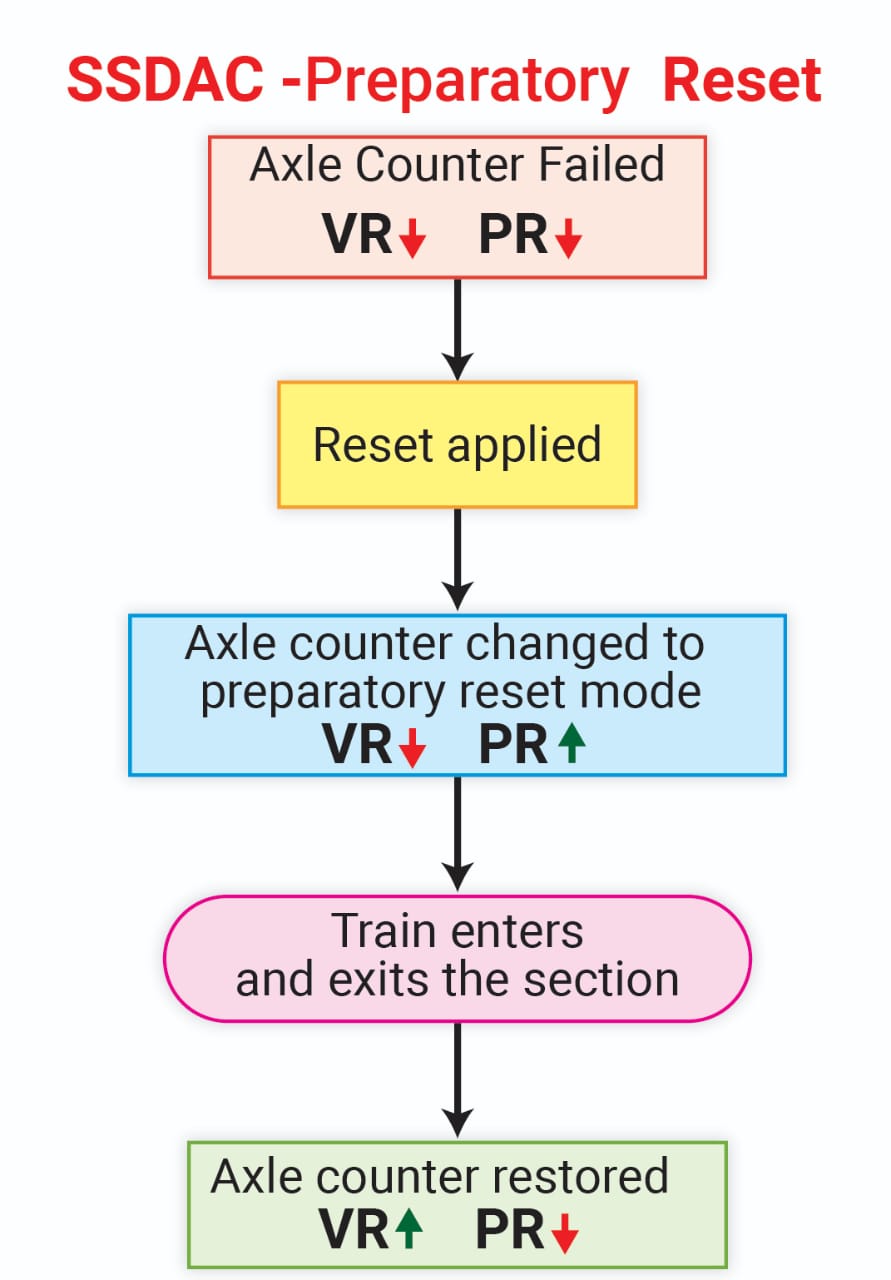 SSDAC -Preparatory Reset
Axle Counter Failed
VR↓ PR↓
Reset applied
Axle counter changed to
preparatory reset mode
VR↓ PR↑
Train enters
and exits the section
Axle counter restored
VR↑ PR↓